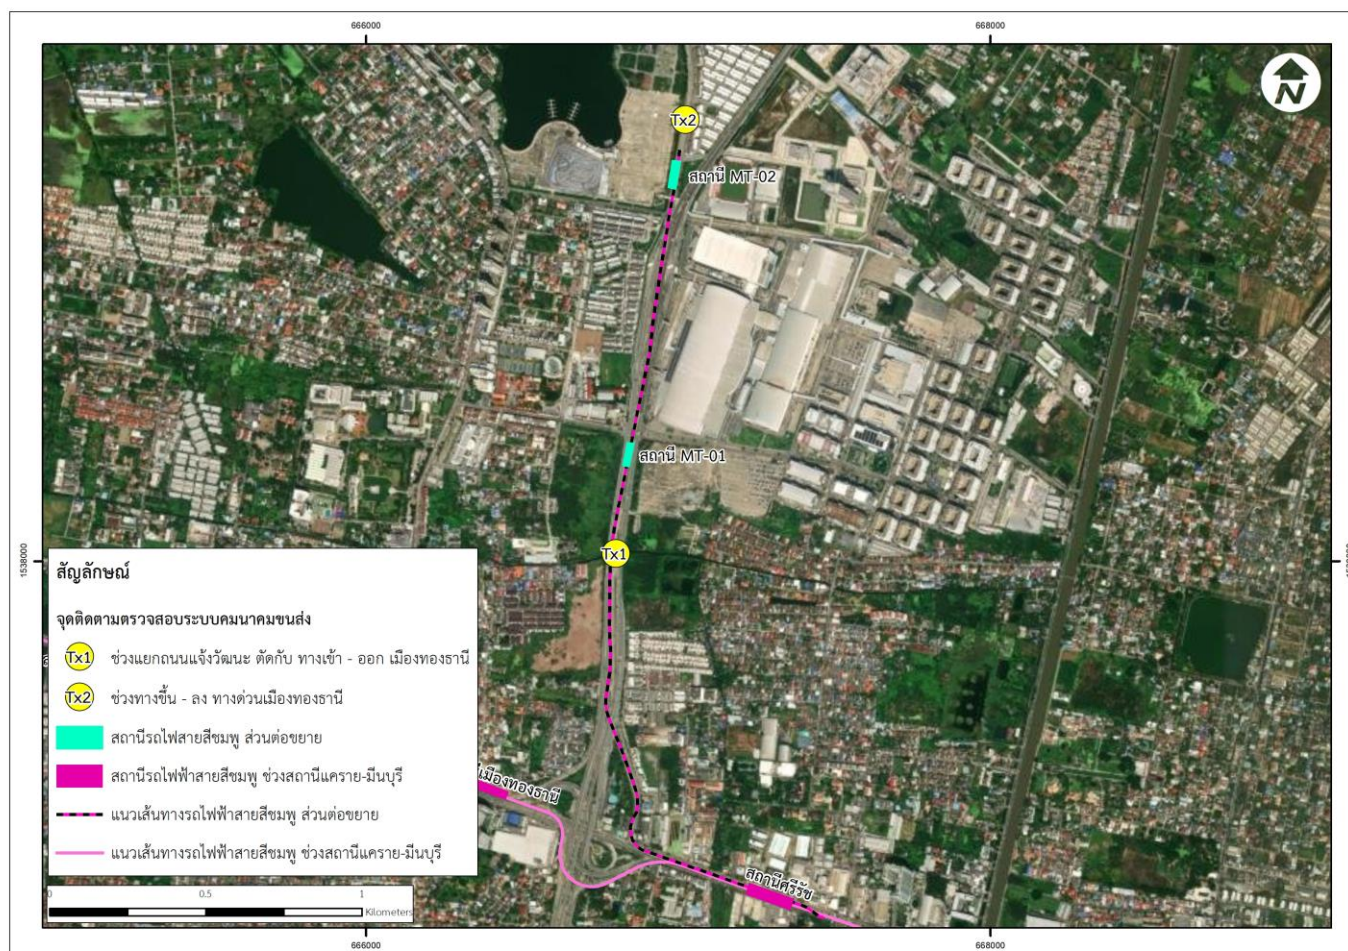 666000
668000
N
Tx2
สถานี MT-02
สถานี MT-01
Tx1
1538000
สัญลักษณ์
จุดติดตามตรวจสอบระบบคมนาคมขนส่ง
Tx1 ช่วงแยกถนนแจ้งวัฒนะ ตัดกับ ทางเข้า - ออก เมืองทองธานี
Tx2 ช่วงทางขึ้น - ลง ทางด่วนเมืองทองธานี
สถานีรถไฟสายสีชมพู ส่วนต่อขยาย
สถานีรถไฟฟ้าสายสีชมพู ช่วงสถานีแคราย-มีนบุรี
แนวเส้นทางรถไฟฟ้าสายสีชมพู ส่วนต่อขยาย
แนวเส้นทางรถไฟฟ้าสายสีชมพู ช่วงสถานีแคราย-มีนบุรี
เมืองทองธานี
สถานีศรีรัช
0 0.5 1
Kilometers
666000
668000